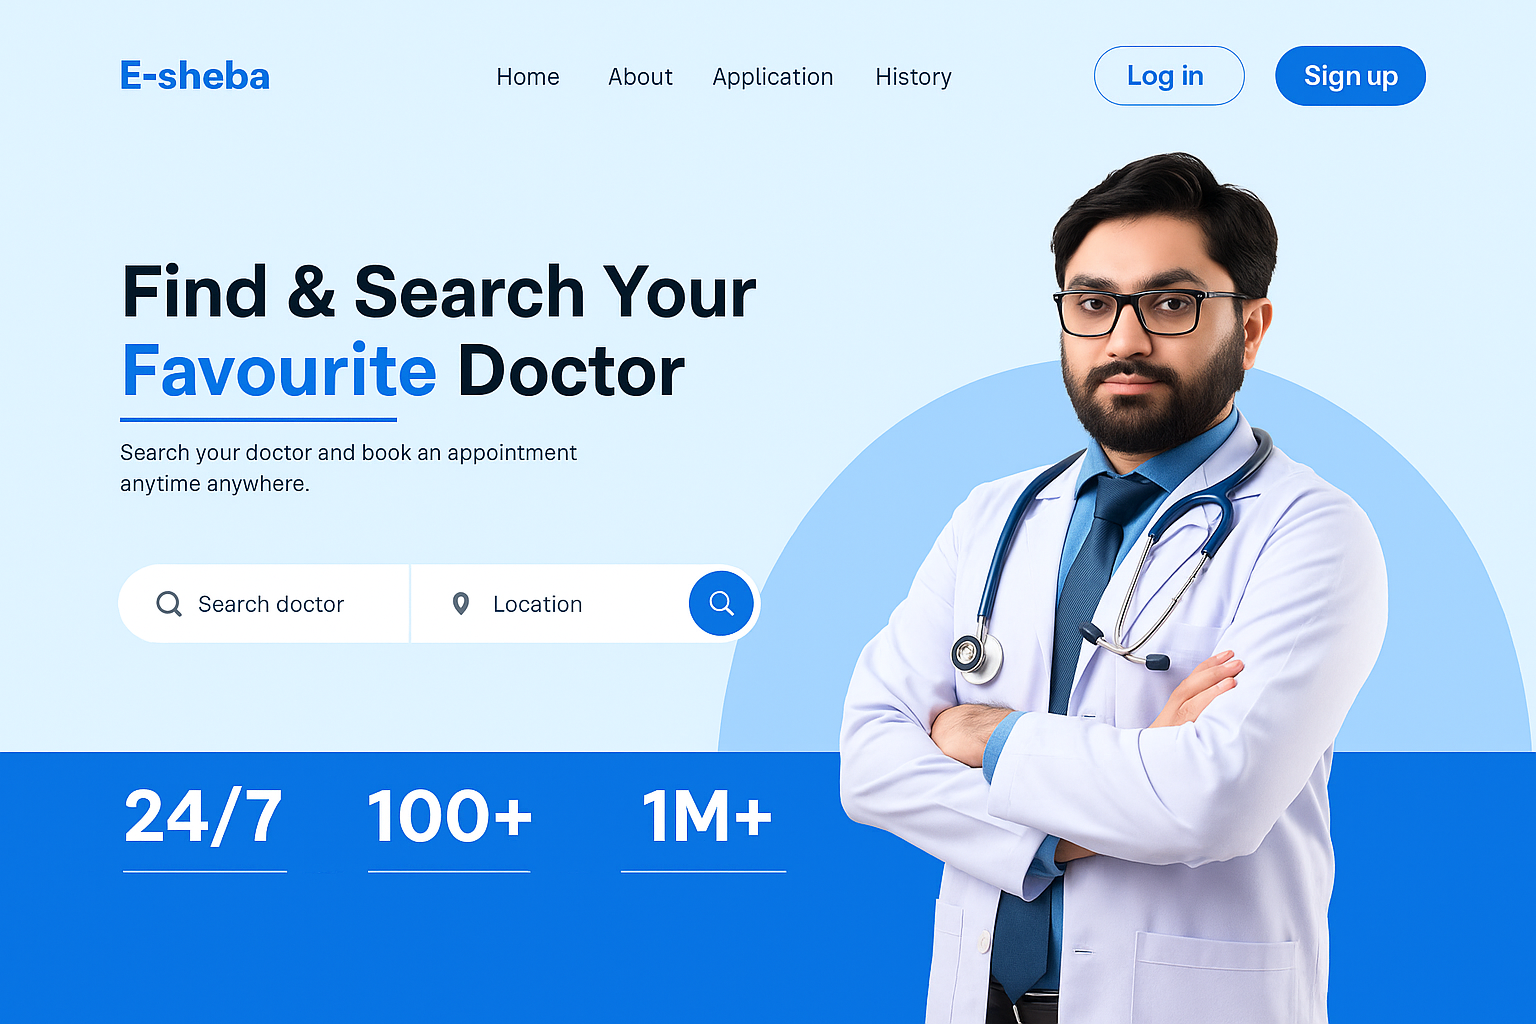 E-sheba
Home About Application History
Log in
Sign up
Find & Search Your
Favourite Doctor
Search your doctor and book an appointment
anytime anywhere.
Search doctor
Location
24/7
100+
1M+